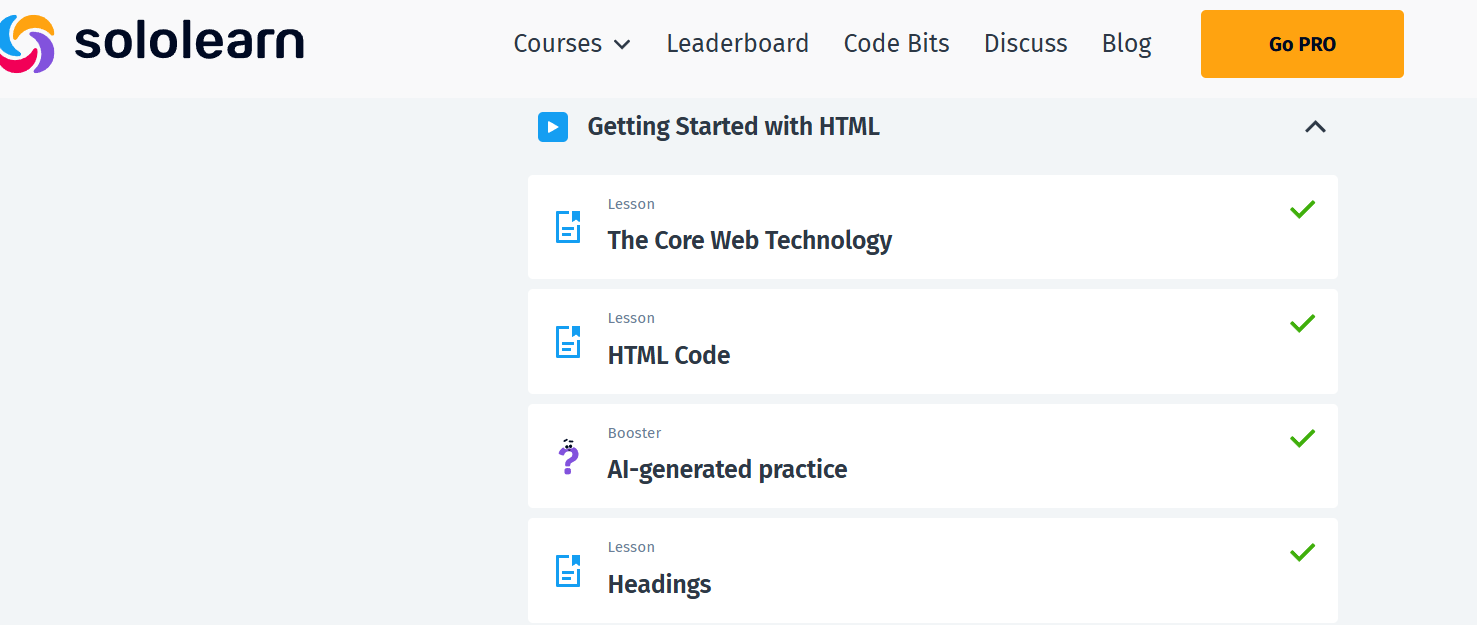 sololearn
Courses Leaderboard Code Bits Discuss Blog Go PRO
Getting Started with HTML
Lesson
The Core Web Technology
Lesson
HTML Code
Booster
AI-generated practice
Lesson
Headings